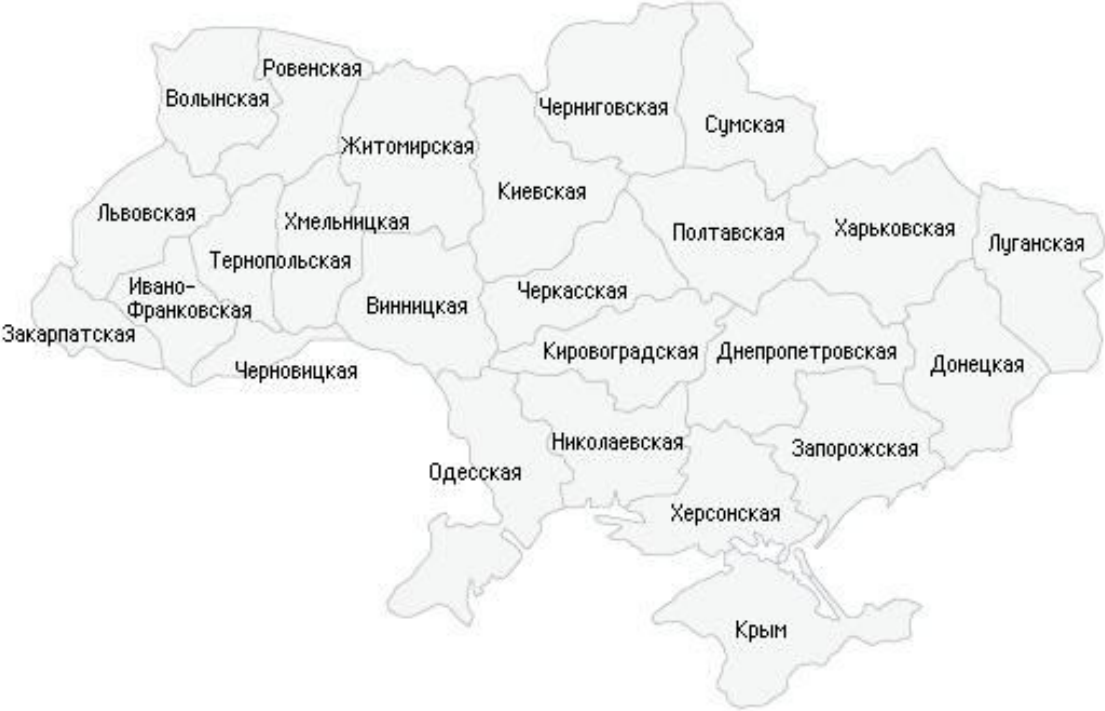 Ровенская
Волынская
Черниговская
Сумская
Житомирская
Киевская
Львовская
Хмельницкая
Полтавская
Харьковская
Луганская
Тернопольская
Ивано-
Франковская
Черкасская
Винницкая
Закарпатская
Кировоградская
Днепропетровская
Донецкая
Черновицкая
Николаевская
Запорожская
Одесская
Херсонская
Крым